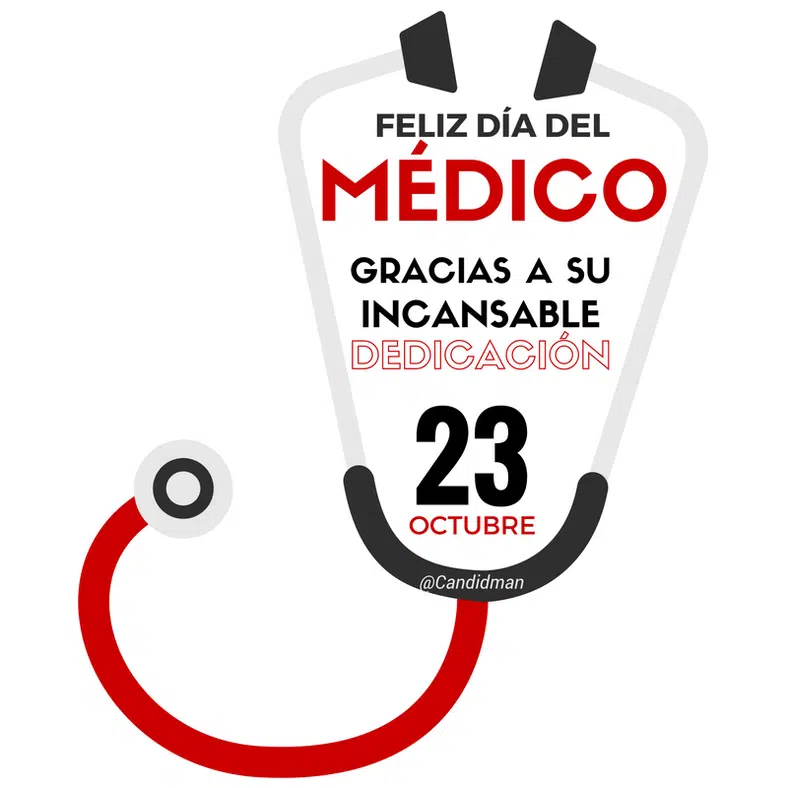 FELIZ DÍA DEL
MÉDICO
GRACIAS A SU
INCANSABLE
DEDICACIÓN
23
OCTUBRE
@Candidman